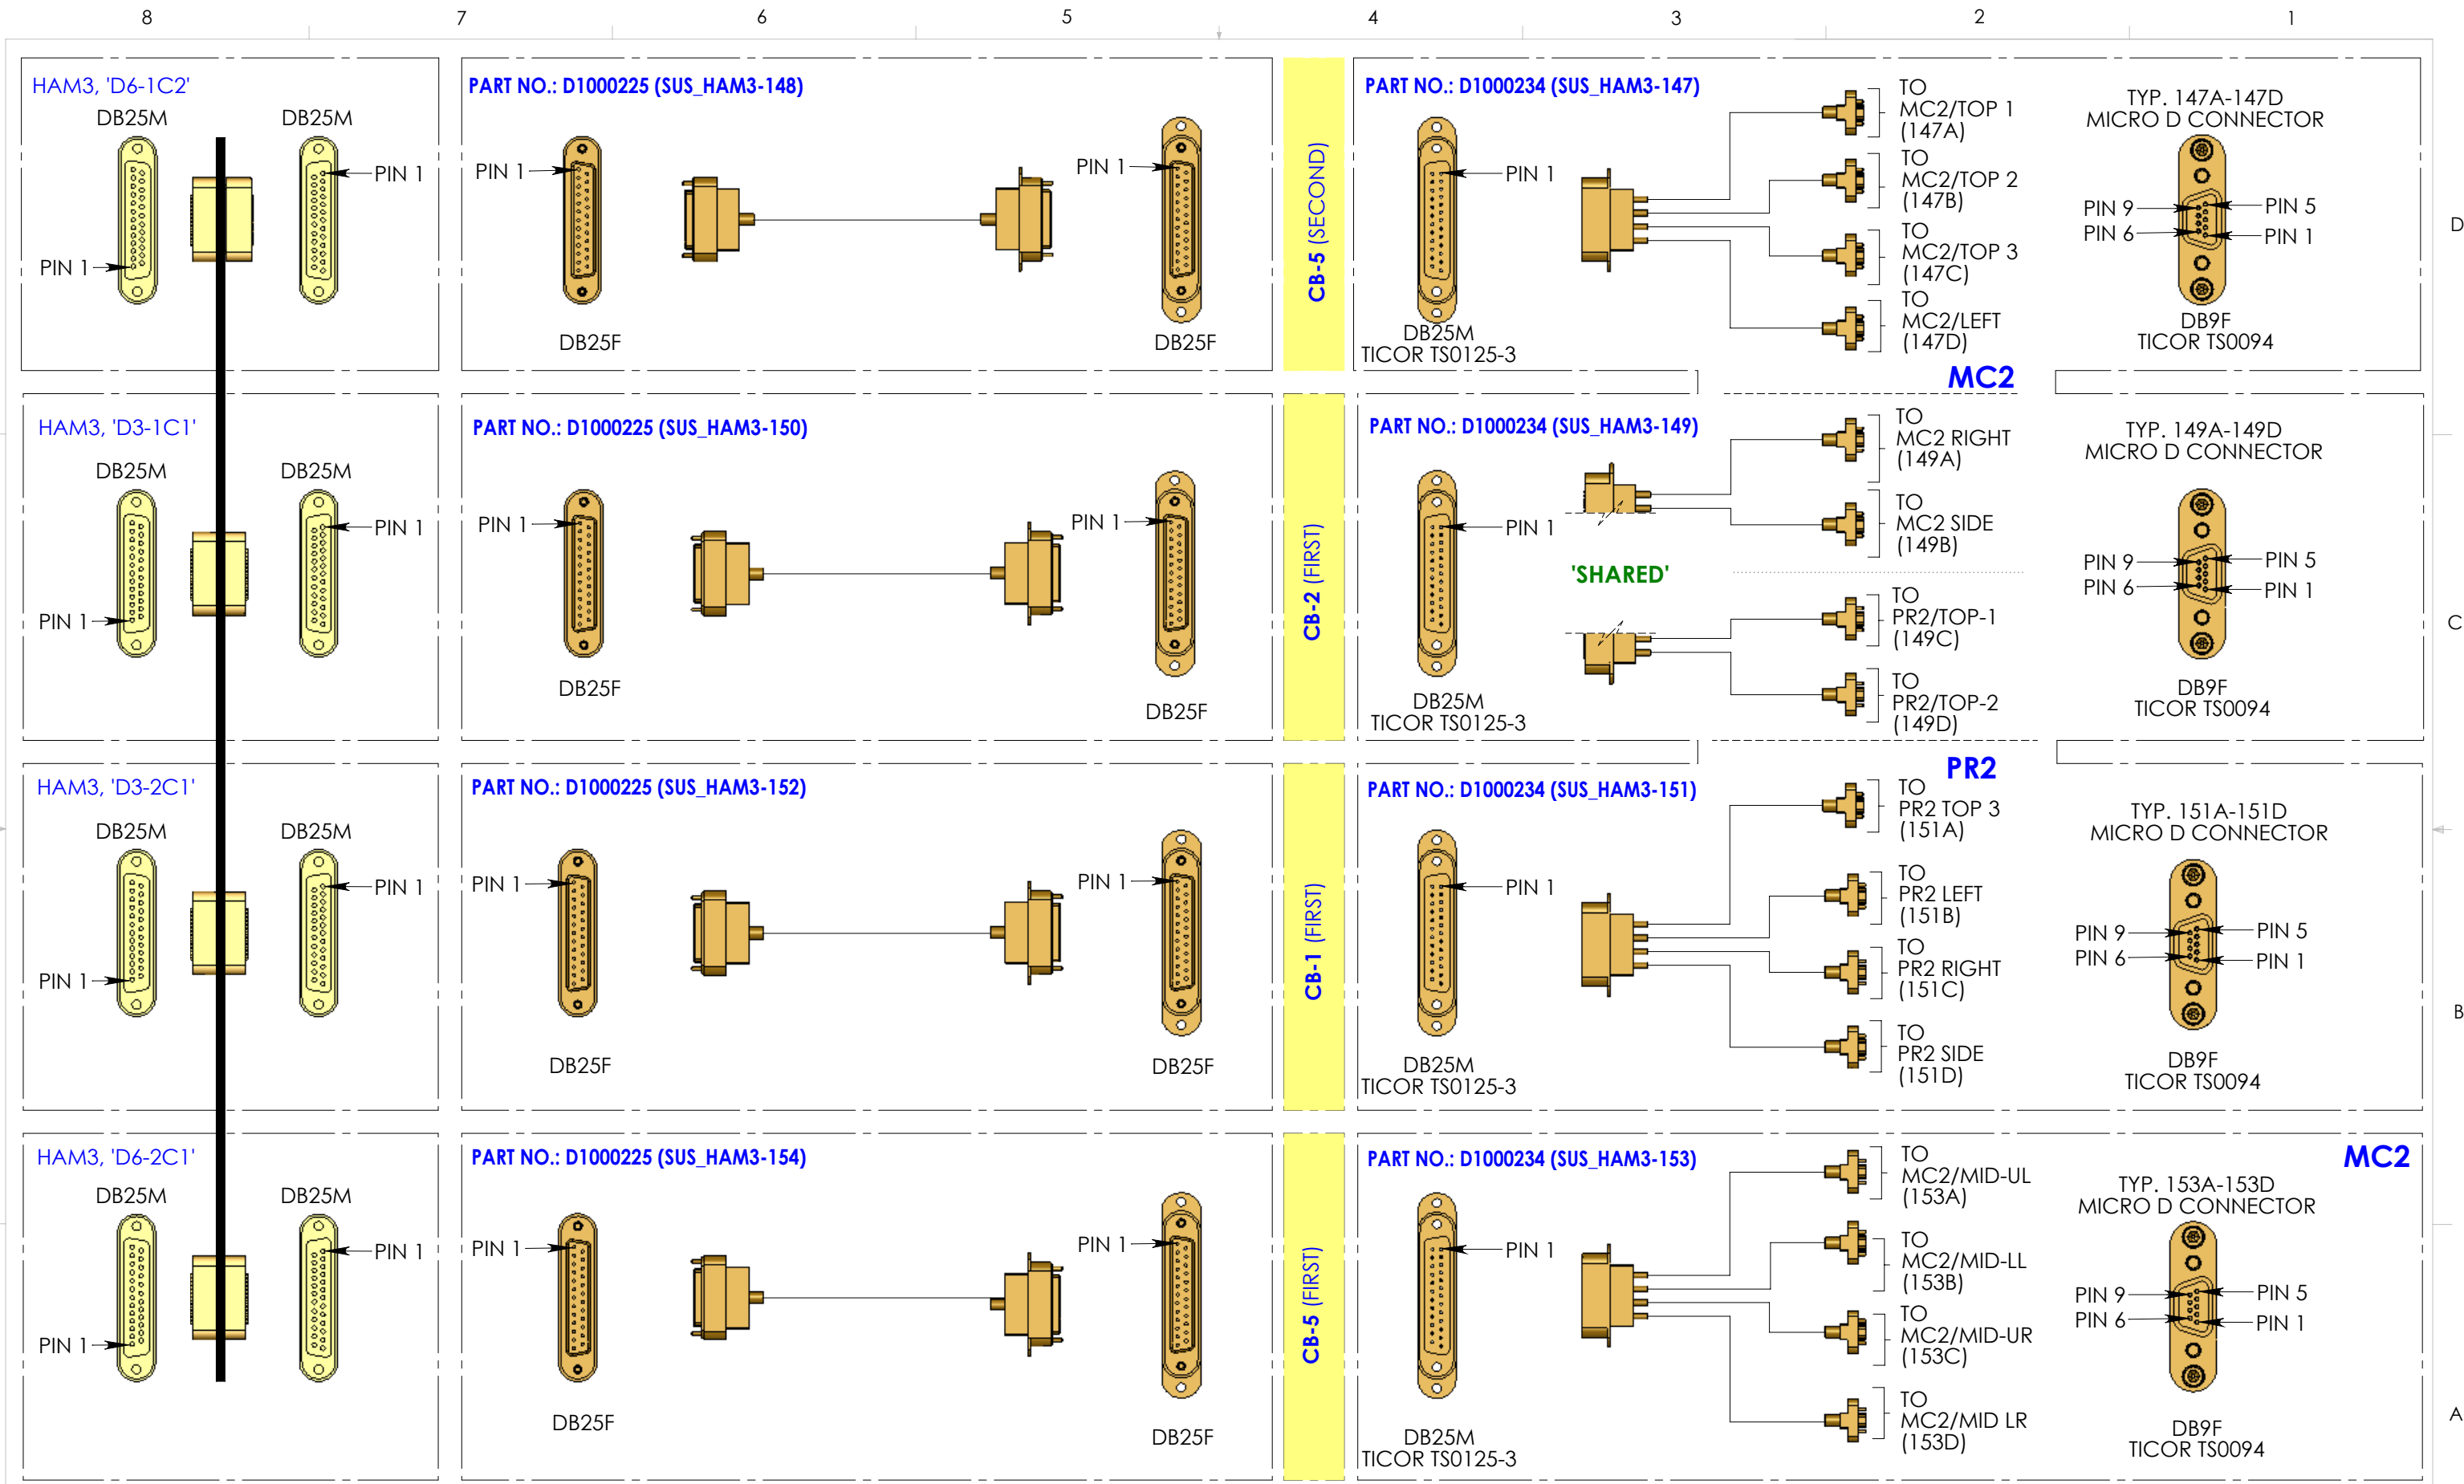 8 7 6 5 4 3 2 1
HAM3, 'D6-1C2'
DB25M
DB25M
PIN 1
PIN 1
PART NO.: D1000225 (SUS_HAM3-148)
PIN 1
PIN 1
DB25F
DB25F
CB-5 (SECOND)
PART NO.: D1000234 (SUS_HAM3-147)
PIN 1
DB25M
TICOR TS0125-3
TO
MC2/TOP 1
(147A)
TO
MC2/TOP 2
(147B)
TO
MC2/TOP 3
(147C)
TO
MC2/LEFT
(147D)
TYP. 147A-147D
MICRO D CONNECTOR
PIN 9
PIN 5
PIN 6
PIN 1
DB9F
TICOR TS0094
D
MC2
HAM3, 'D3-1C1'
DB25M
DB25M
PIN 1
PIN 1
PART NO.: D1000225 (SUS_HAM3-150)
PIN 1
PIN 1
DB25F
DB25F
CB-2 (FIRST)
PART NO.: D1000234 (SUS_HAM3-149)
PIN 1
DB25M
TICOR TS0125-3
'SHARED'
TO
MC2 RIGHT
(149A)
TO
MC2 SIDE
(149B)
TO
PR2/TOP-1
(149C)
TO
PR2/TOP-2
(149D)
TYP. 149A-149D
MICRO D CONNECTOR
PIN 9
PIN 5
PIN 6
PIN 1
DB9F
TICOR TS0094
C
PR2
HAM3, 'D3-2C1'
DB25M
DB25M
PIN 1
PIN 1
PART NO.: D1000225 (SUS_HAM3-152)
PIN 1
PIN 1
DB25F
DB25F
CB-1 (FIRST)
PART NO.: D1000234 (SUS_HAM3-151)
PIN 1
DB25M
TICOR TS0125-3
TO
PR2 TOP 3
(151A)
TO
PR2 LEFT
(151B)
TO
PR2 RIGHT
(151C)
TO
PR2 SIDE
(151D)
TYP. 151A-151D
MICRO D CONNECTOR
PIN 9
PIN 5
PIN 6
PIN 1
DB9F
TICOR TS0094
B
HAM3, 'D6-2C1'
DB25M
DB25M
PIN 1
PIN 1
PART NO.: D1000225 (SUS_HAM3-154)
PIN 1
PIN 1
DB25F
DB25F
CB-5 (FIRST)
PART NO.: D1000234 (SUS_HAM3-153)
MC2
PIN 1
DB25M
TICOR TS0125-3
TO
MC2/MID-UL
(153A)
TO
MC2/MID-LL
(153B)
TO
MC2/MID-UR
(153C)
TO
MC2/MID LR
(153D)
TYP. 153A-153D
MICRO D CONNECTOR
PIN 9
PIN 5
PIN 6
PIN 1
DB9F
TICOR TS0094
A